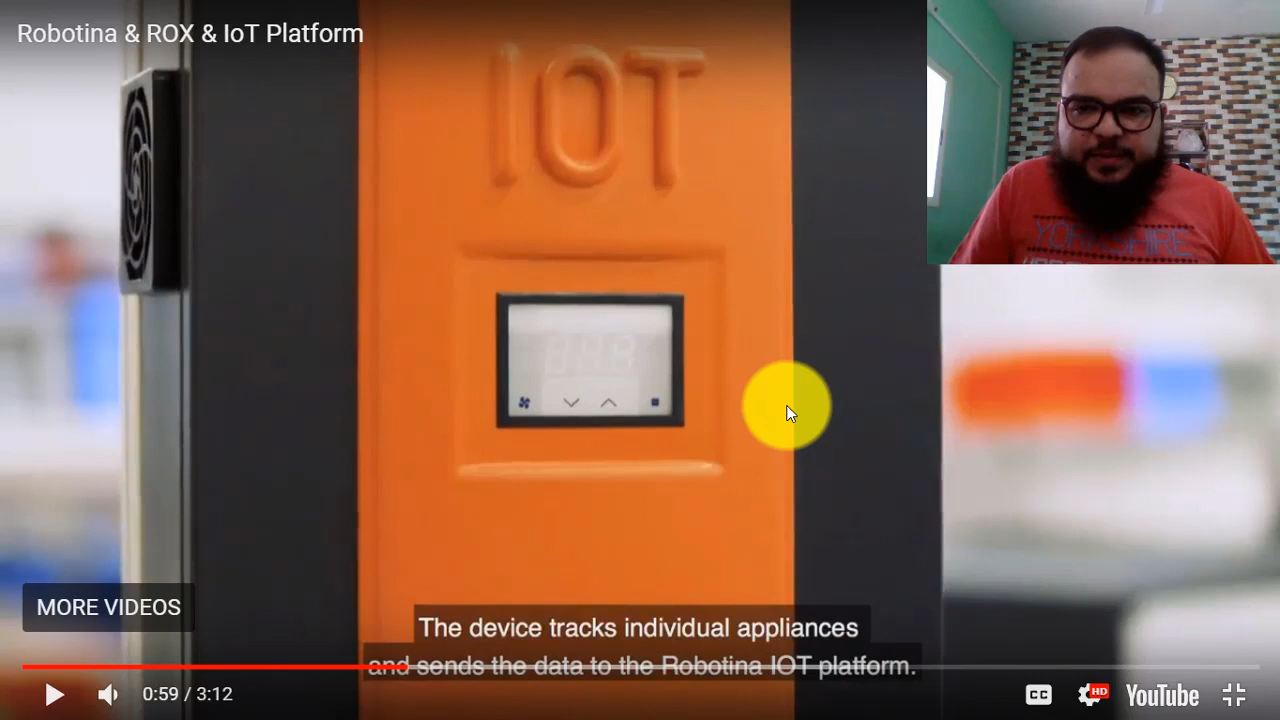 Robotina & ROX & IoT Platform
IOT
YORKSHIRE
MORE VIDEOS
The device tracks individual appliances
and sends the data to the Robotina IOT platform.
0:59 / 3:12
CC
HD
YouTube